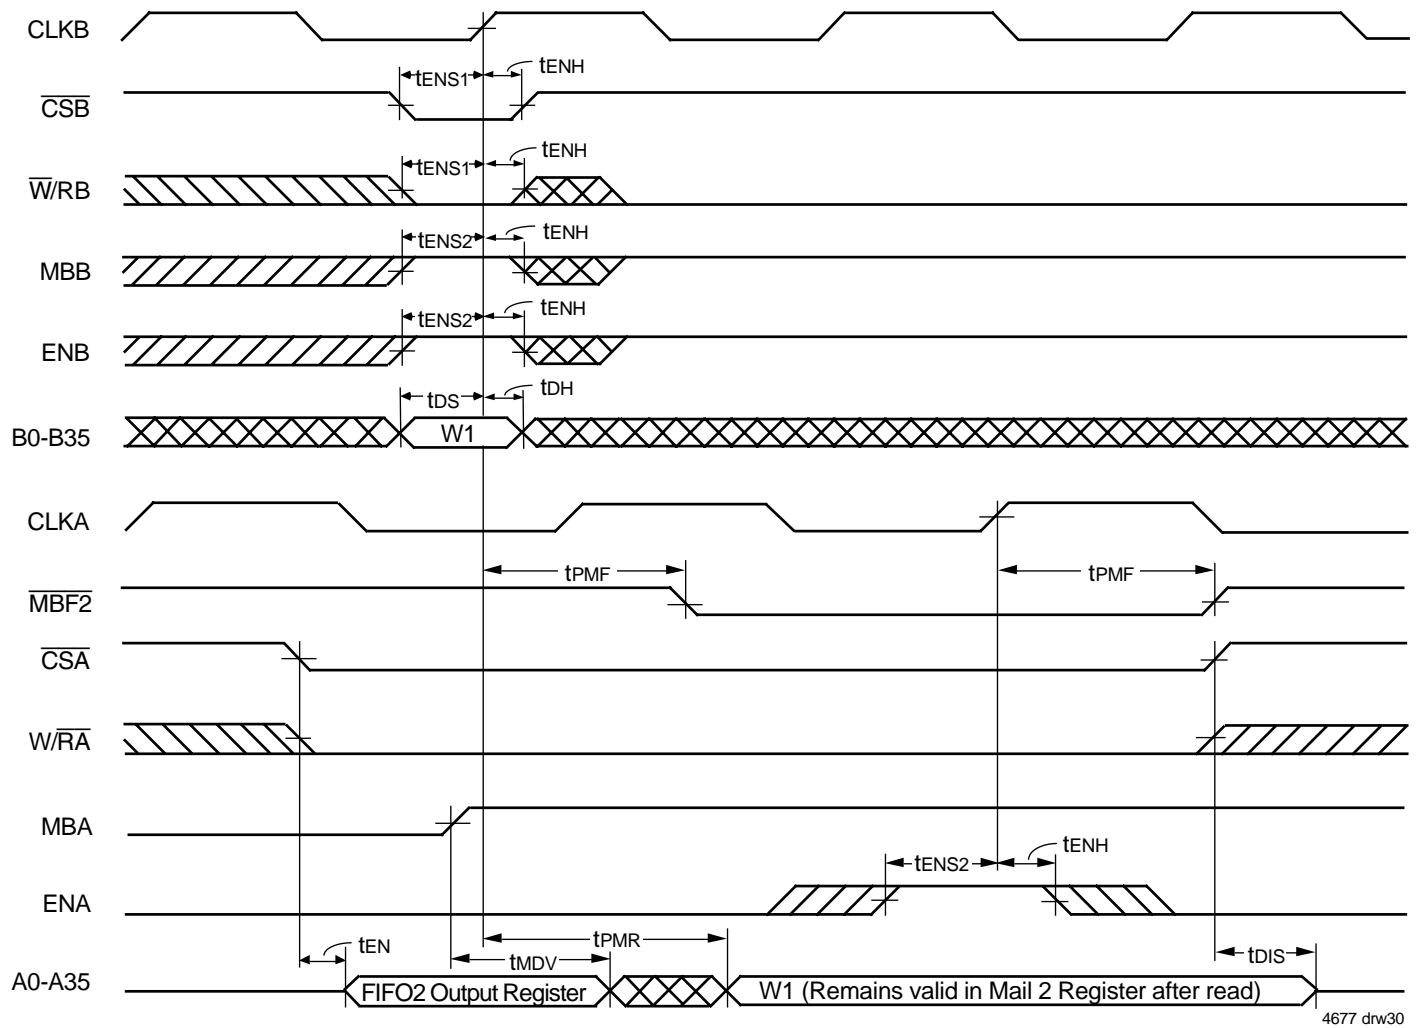 CLKB
tENS1
tENH
CSB
tENS1
tENH
W/RB
tENS2
tENH
MBB
tENS2
tENH
ENB
tDS
tDH
B0-B35
W1
CLKA
tPMF
tPMF
MBF2
CSA
W/RA
MBA
tENS2
tENH
ENA
tEN
tPMR
tMDV
tDIS
A0-A35
FIFO2 Output Register
W1 (Remains valid in Mail 2 Register after read)
4677 drw30